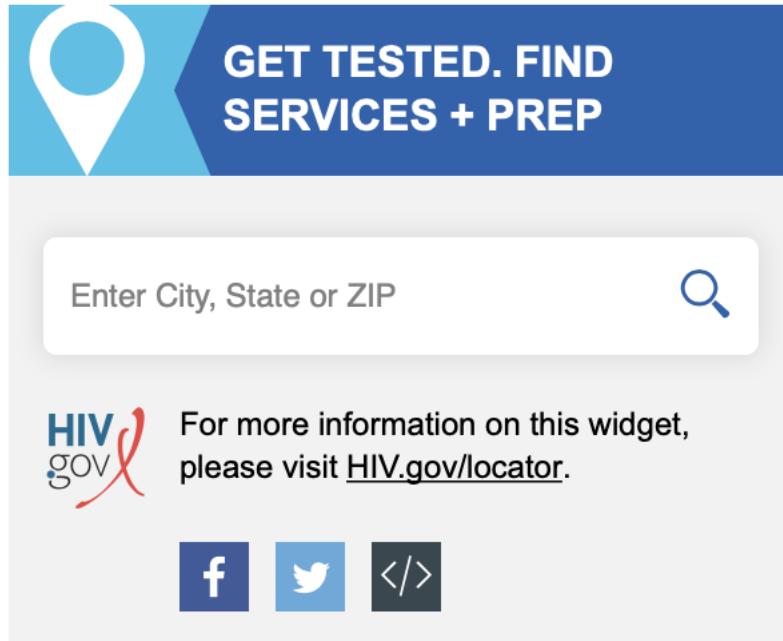 GET TESTED. FIND
SERVICES + PREP
Enter City, State or ZIP
HIV
.gov
For more information on this widget,
please visit HIV.gov/locator.
f
</>